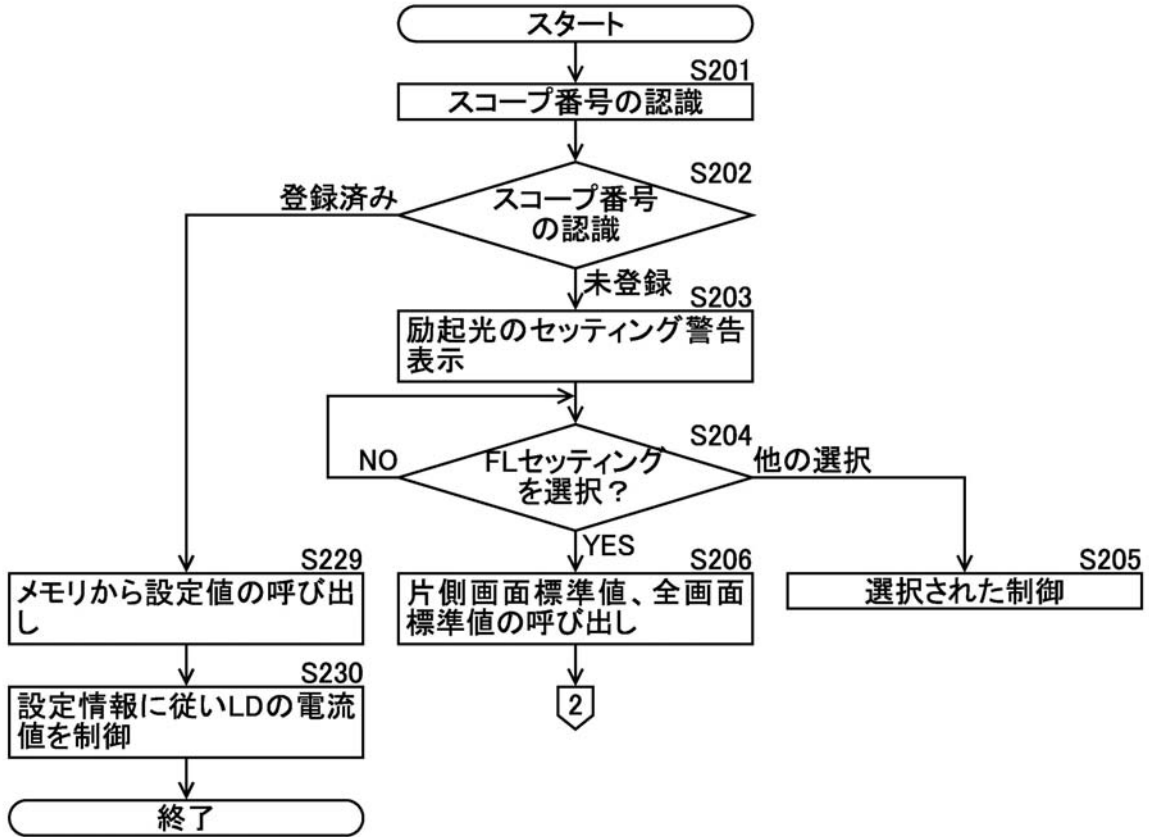 スタート
S201
スコープ番号の認識
S202
登録済み
スコープ番号
の認識
未登録
S203
励起光のセッティング警告
表示
S204
NO
FLセッティング
を選択？
他の選択
YES
S229
メモリから設定値の呼び出
し
S206
片側画面標準値、全画面
標準値の呼び出し
S205
選択された制御
S230
設定情報に従いLDの電流
値を制御
2
終了